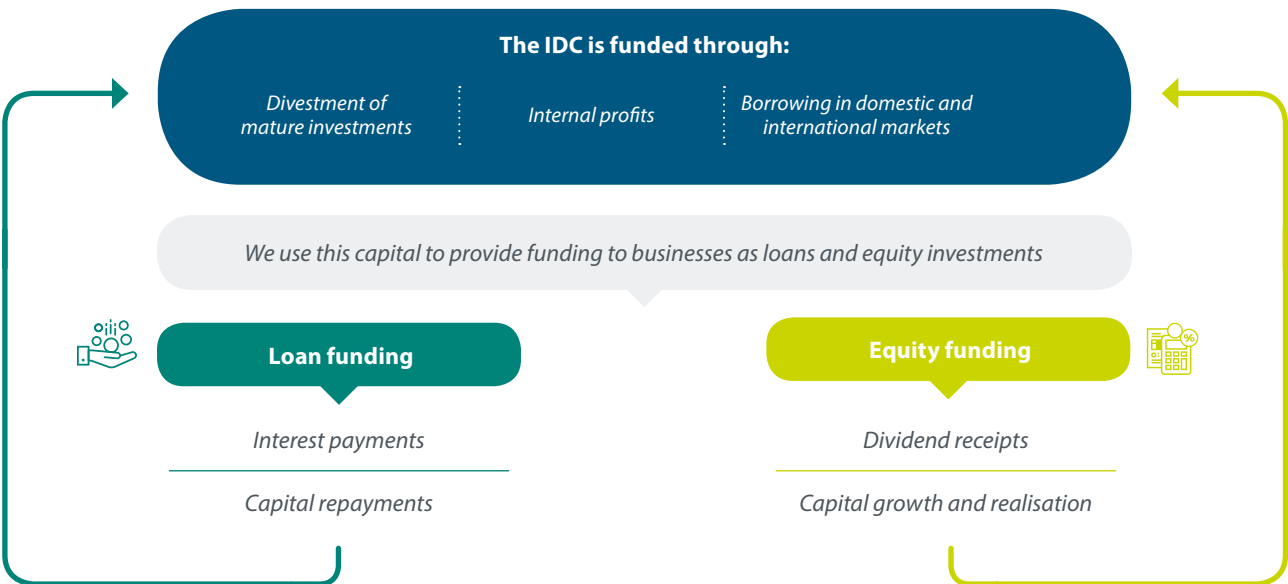 The IDC is funded through:
Divestment of
mature investments
Internal profits
Borrowing in domestic and
international markets
We use this capital to provide funding to businesses as loans and equity investments
Loan funding
Interest payments
Capital repayments
Equity funding
%
Dividend receipts
Capital growth and realisation